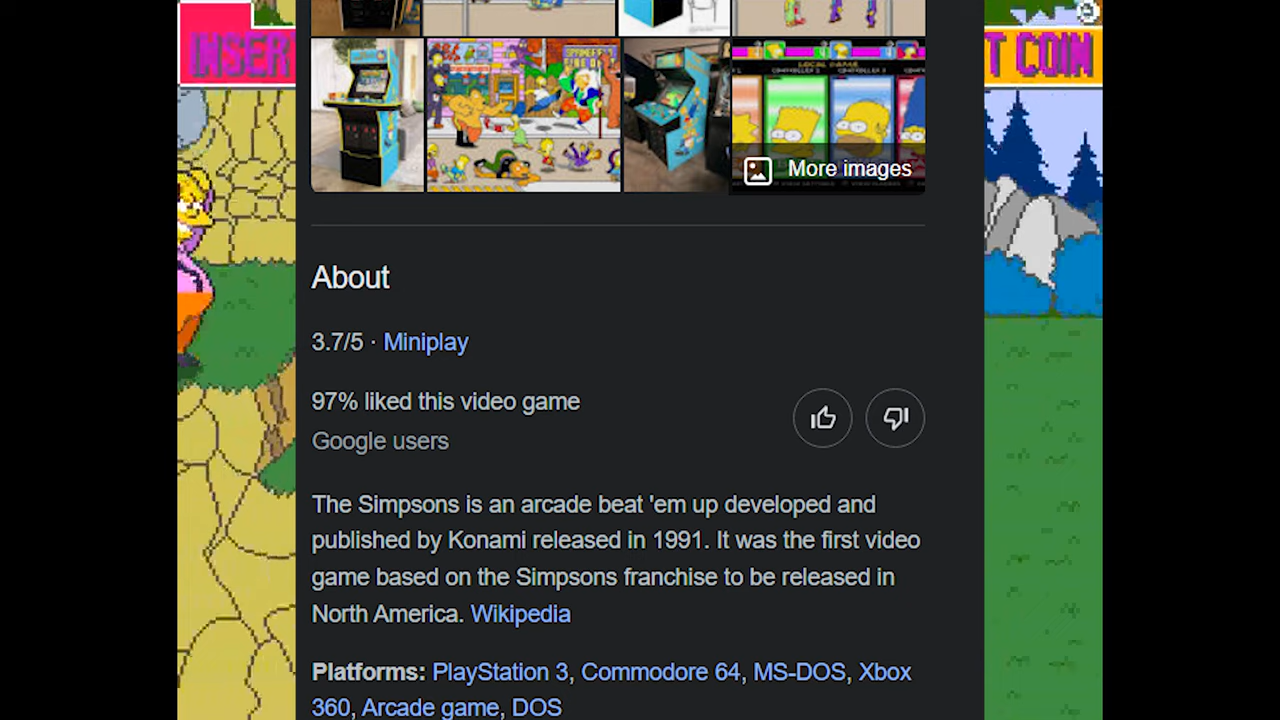 INSER
T COIN
LOCAL GAME
More images
About
3.7/5 · Miniplay
97% liked this video game
Google users
The Simpsons is an arcade beat 'em up developed and
published by Konami released in 1991. It was the first video
game based on the Simpsons franchise to be released in
North America. Wikipedia
Platforms: PlayStation 3, Commodore 64, MS-DOS, Xbox
360, Arcade game, DOS